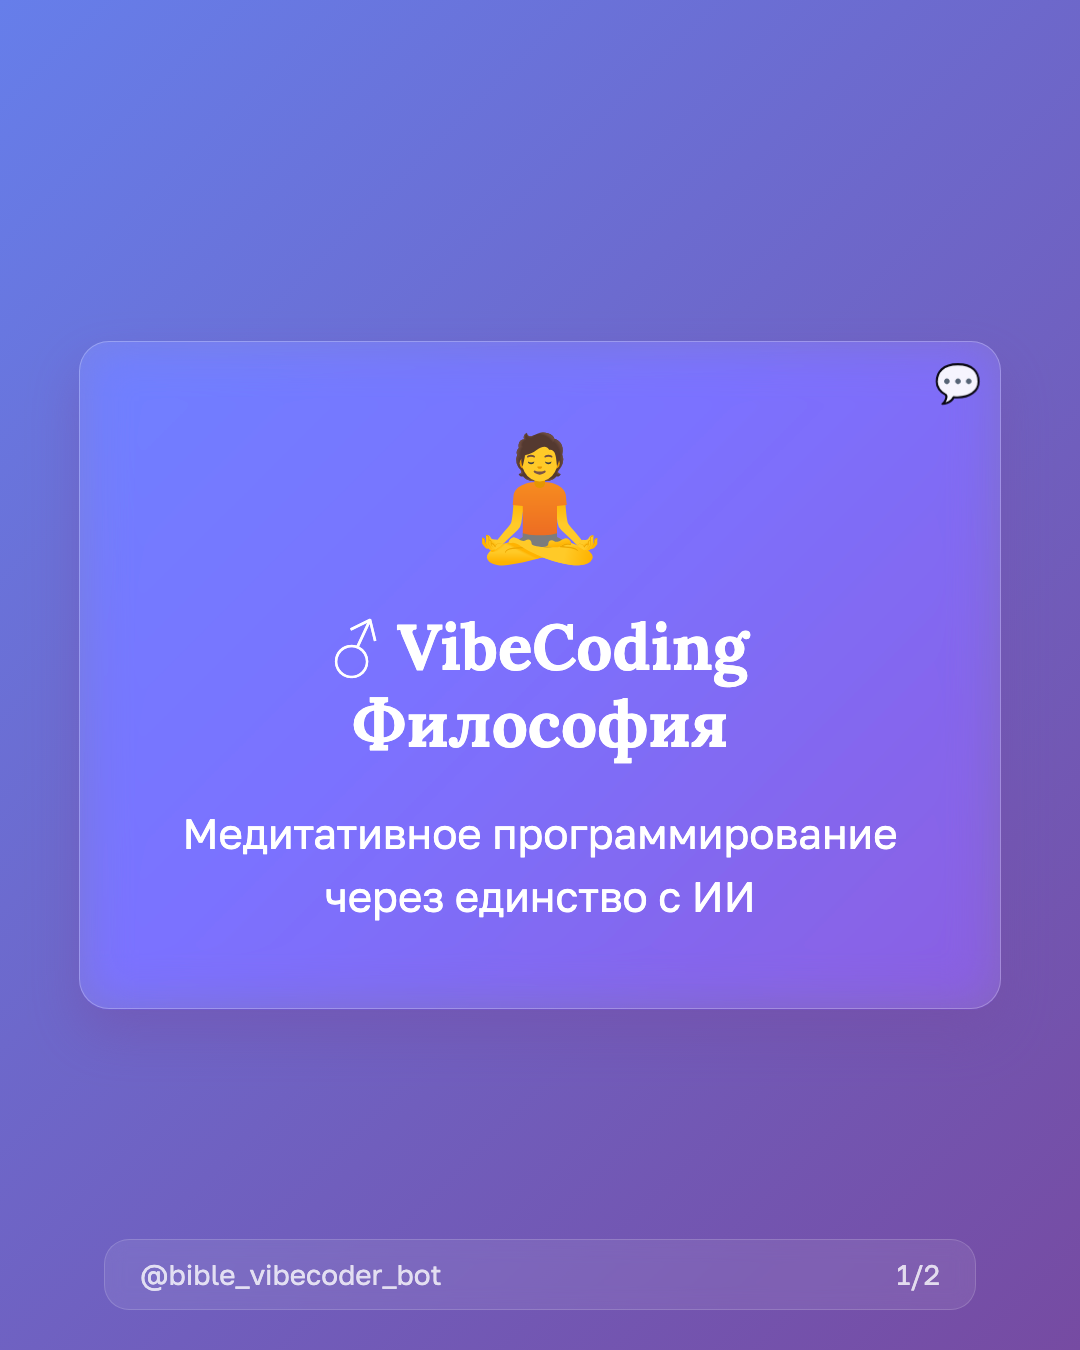 ♂ VibeCoding
Философия
Медитативное программирование
через единство с ИИ
@bible_vibecoder_bot
1/2